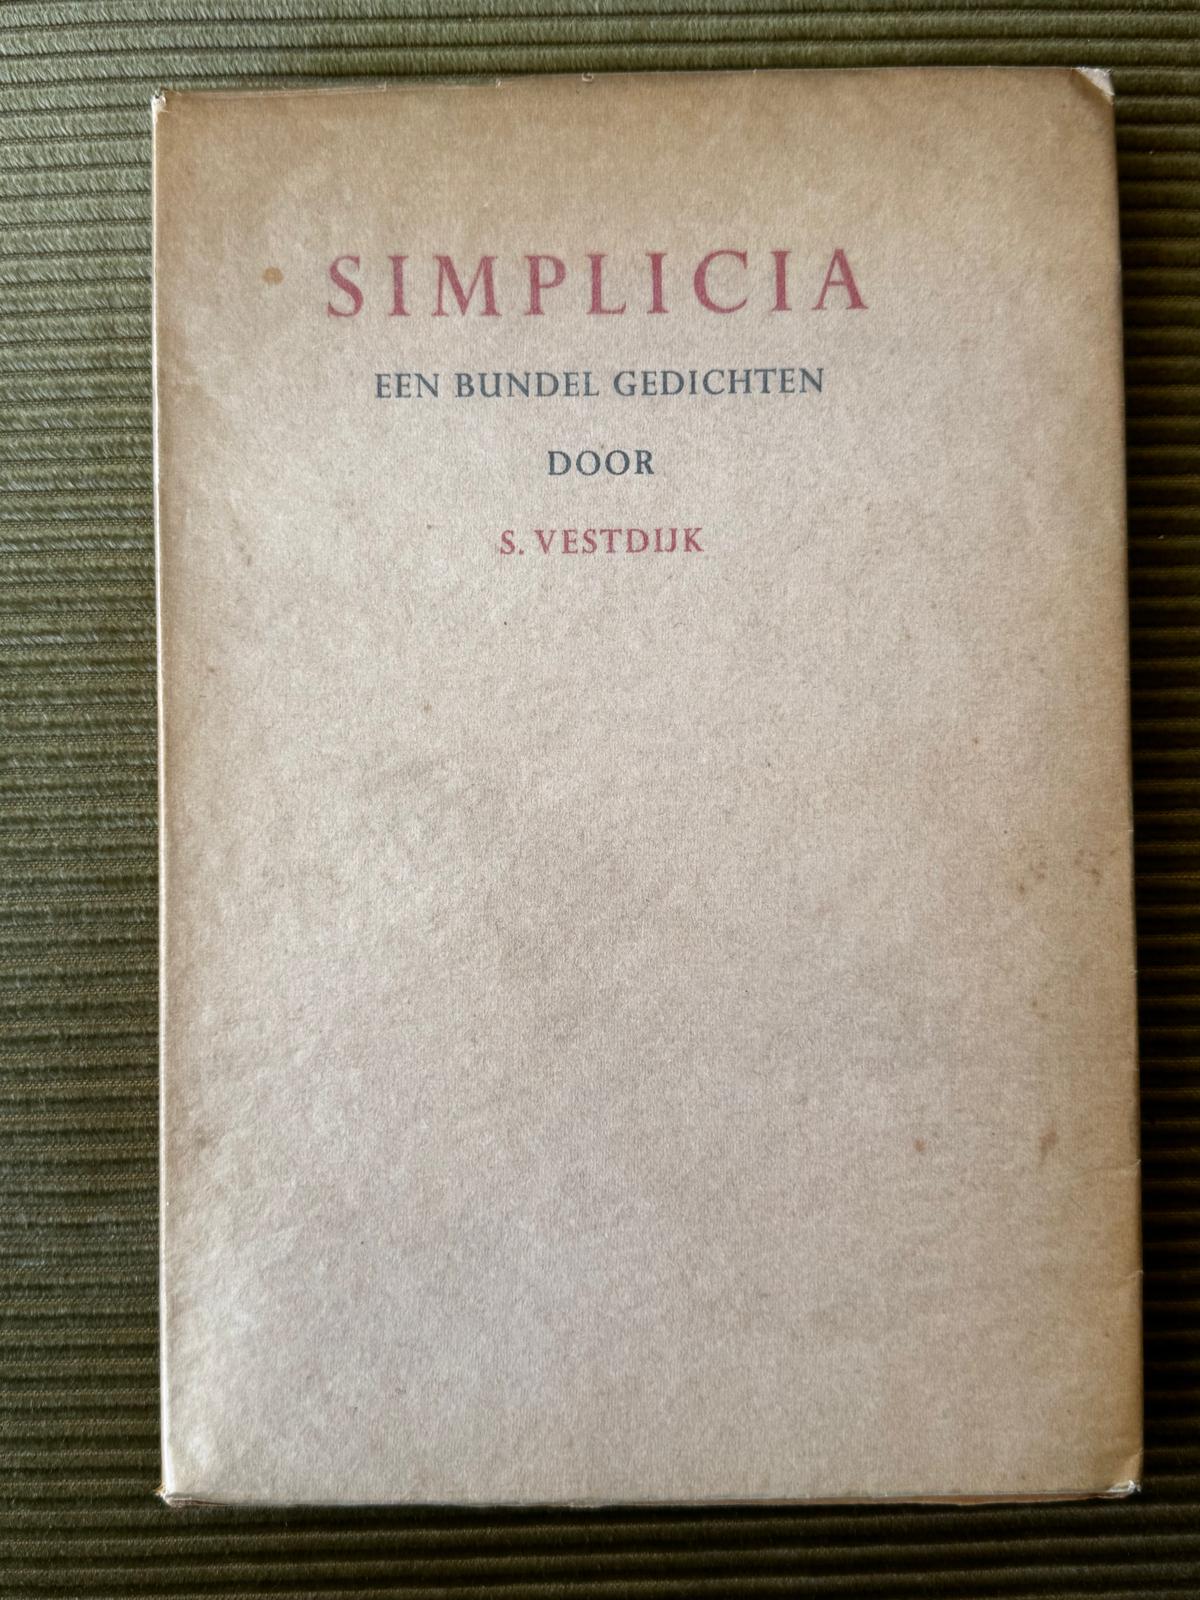 SIMPLICIA
EEN BUNDEL GEDICHTEN
DOOR
S. VESTDIJK